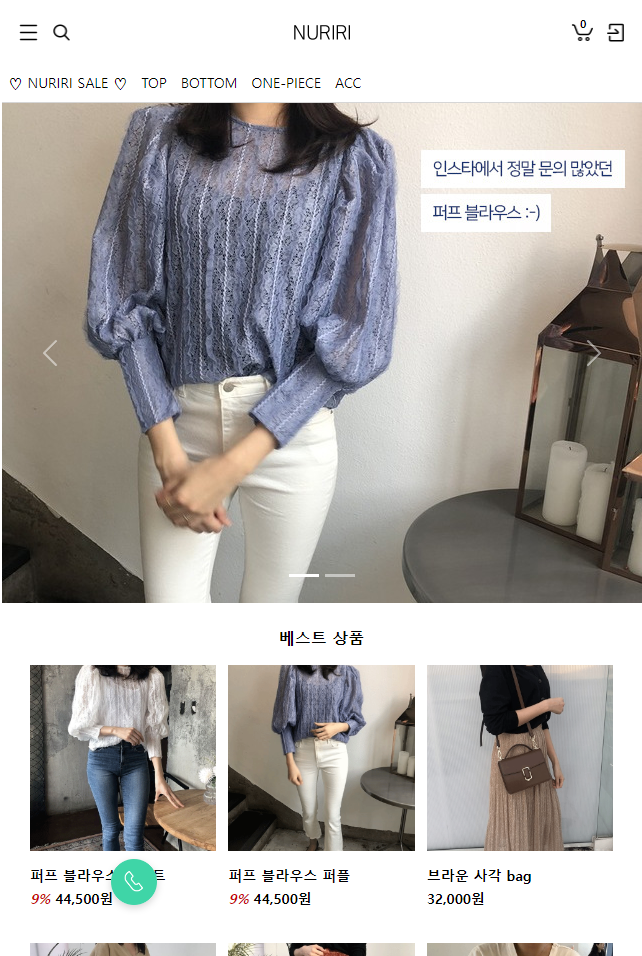 NURIRI
0
♡ NURIRI SALE ♡ TOP BOTTOM ONE-PIECE ACC
인스타에서 정말 문의 많았던
퍼프 블라우스 :-)
베스트 상품
퍼프 블라우스 트
9% 44,500원
퍼프 블라우스 퍼플
9% 44,500원
브라운 사각 bag
32,000원